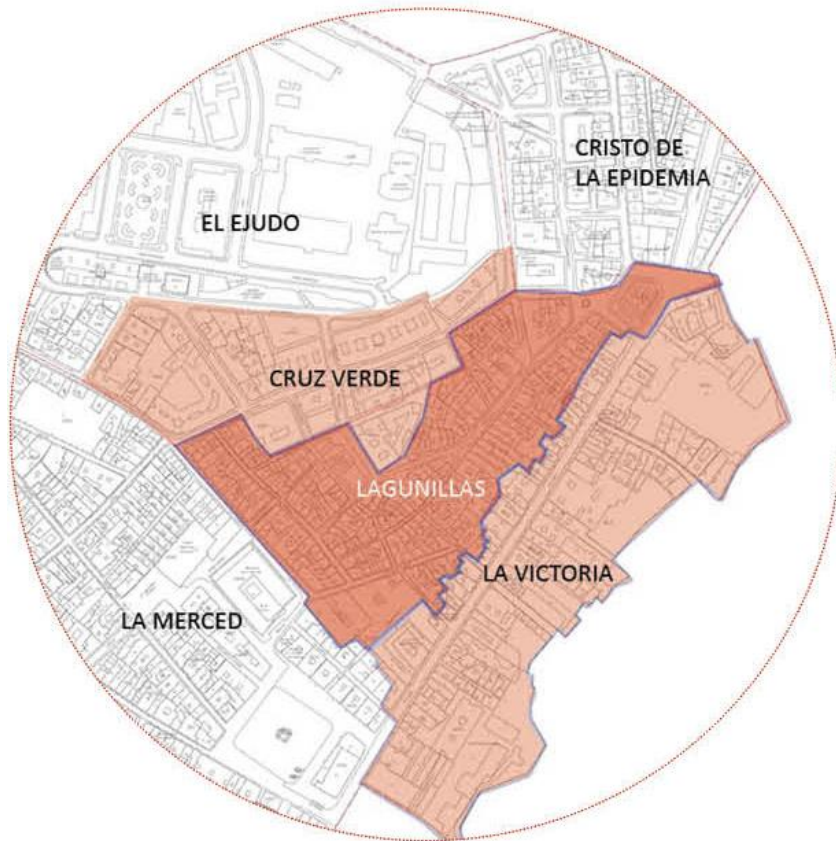 CRISTO DE
LA EPIDEMIA
EL EJUDO
CRUZ VERDE
LAGUNILLAS
LA VICTORIA
LA MERCED